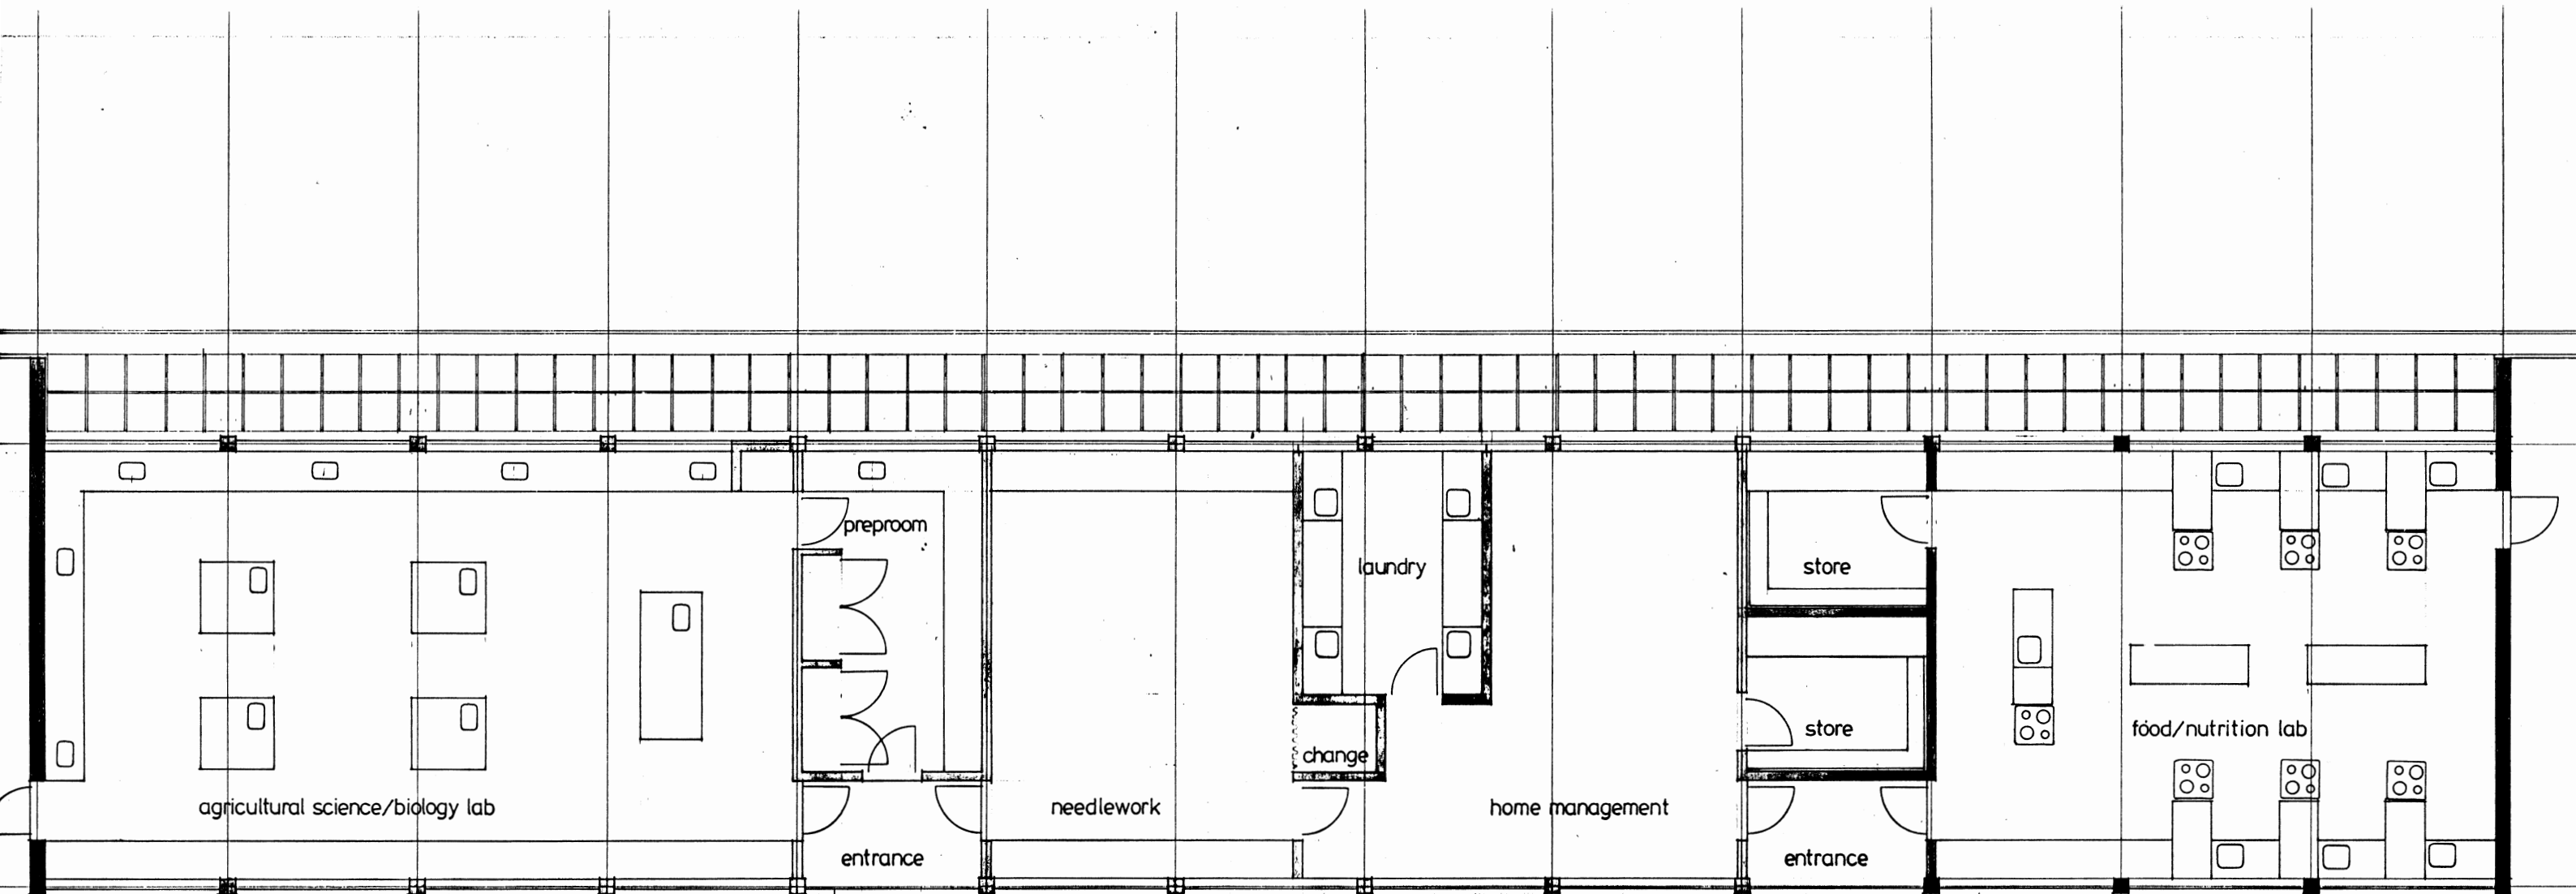 preproom
laundry
store
store
food/nutrition lab
change
agricultural science/biology lab
needlework
home management
entrance
entrance